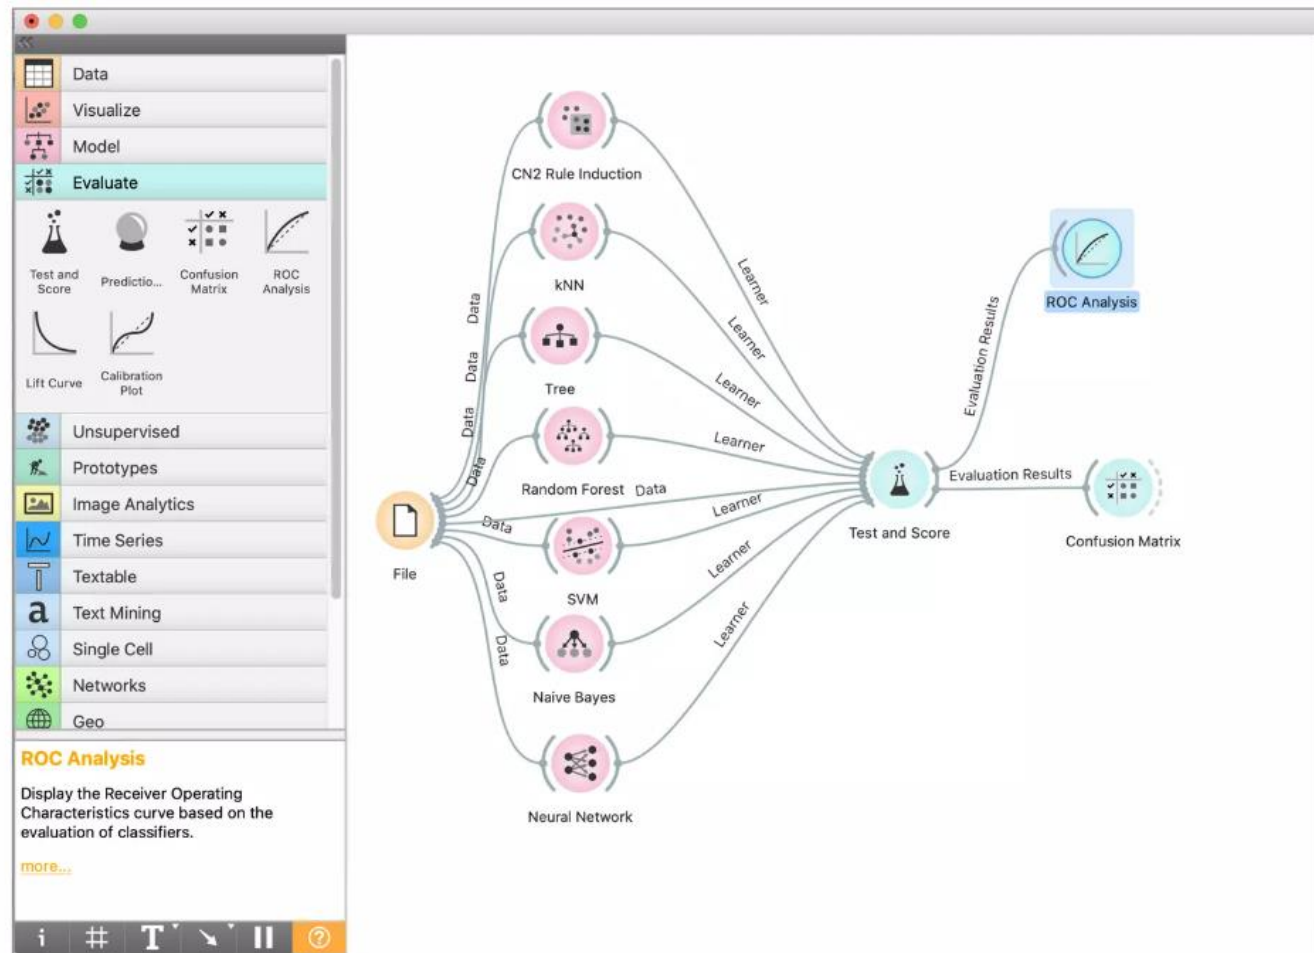 Data
Visualize
Model
Evaluate
Test and
Score
Predictio...
Confusion
Matrix
ROC
Analysis
Lift Curve
Calibration
Plot
Unsupervised
Prototypes
Image Analytics
Time Series
Textable
a Text Mining
Single Cell
Networks
Geo
ROC Analysis
Display the Receiver Operating
Characteristics curve based on the
evaluation of classifiers.
more...
i # T ?
CN2 Rule Induction
kNN
Tree
Random Forest
SVM
Naive Bayes
Neural Network
File
Data
Data
Data
Data
Data
Data
Data
Data
Learner
Learner
Learner
Learner
Learner
Learner
Learner
Test and Score
Evaluation Results
Evaluation Results
ROC Analysis
Confusion Matrix